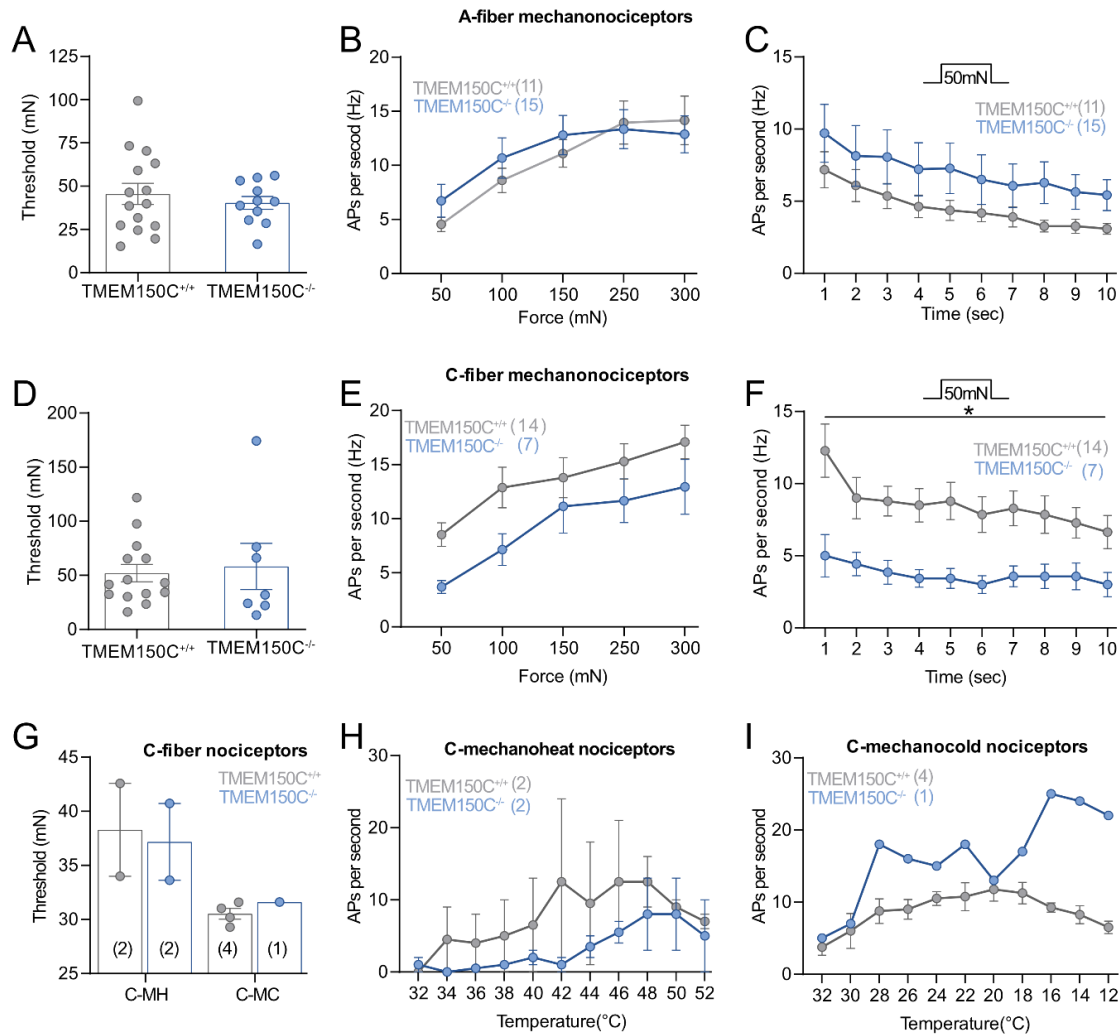 A-fiber mechanonociceptors
A
B
C
125
100
75
50
25
0
Threshold (mN)
TMEM150C+/+
TMEM150C-/-
20
15
10
5
0
APs per secod (Hz)
TMEM150C+/+ (11)
TMEM150C-/- (15)
50
100
150
250
300
Force (mN)
50mN
15
10
5
0
APs per second (Hz)
TMEM150C+/+ (11)
TMEM150C-/- (15)
1 2 3 4 5 6 7 8 9 10
Time (sec)
C-fiber mechanonociceptors
D
E
F
200
150
100
50
0
Threshold (mN)
TMEM150C+/+
TMEM150C-/-
20
15
10
5
0
APs per second (Hz)
TMEM150C+/+ (14)
TMEM150C-/- (7)
50
100
150
250
300
Force (mN)
50mN
*
15
10
5
0
APs per second (Hz)
TMEM150C+/+ (14)
TMEM150C-/- (7)
1 2 3 4 5 6 7 8 9 10
Time (sec)
G
C-fiber nociceptors
TMEM150C+/+
TMEM150C-/-
45
40
35
30
25
Threshold (mN)
(2) (2) (4) (1)
C-MH C-MC
H
C-mechanoheat nociceptors
TMEM150C+/+ (2)
TMEM150C-/- (2)
30
20
10
0
APs per second
32 34 36 38 40 42 44 46 48 50 52
Temperature(°C)
I
C-mechanocold nociceptors
TMEM150C+/+ (4)
TMEM150C-/- (1)
30
20
10
0
APs per second
32 30 28 26 24 22 20 18 16 14 12
Temperature(°C)